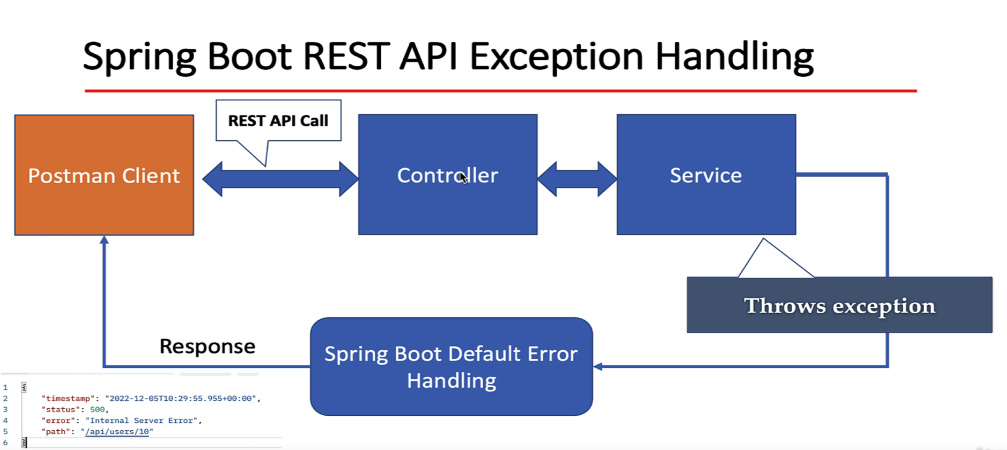 Spring Boot REST API Exception Handling
REST API Call
Postman Client
Controller
Service
Throws exception
Response
Spring Boot Default Error
Handling
1 {
2 "timestamp": "2022-12-05T10:29:55.955+00:00",
3 "status": 500,
4 "error": "Internal Server Error",
5 "path": "/api/users/10"
6 }